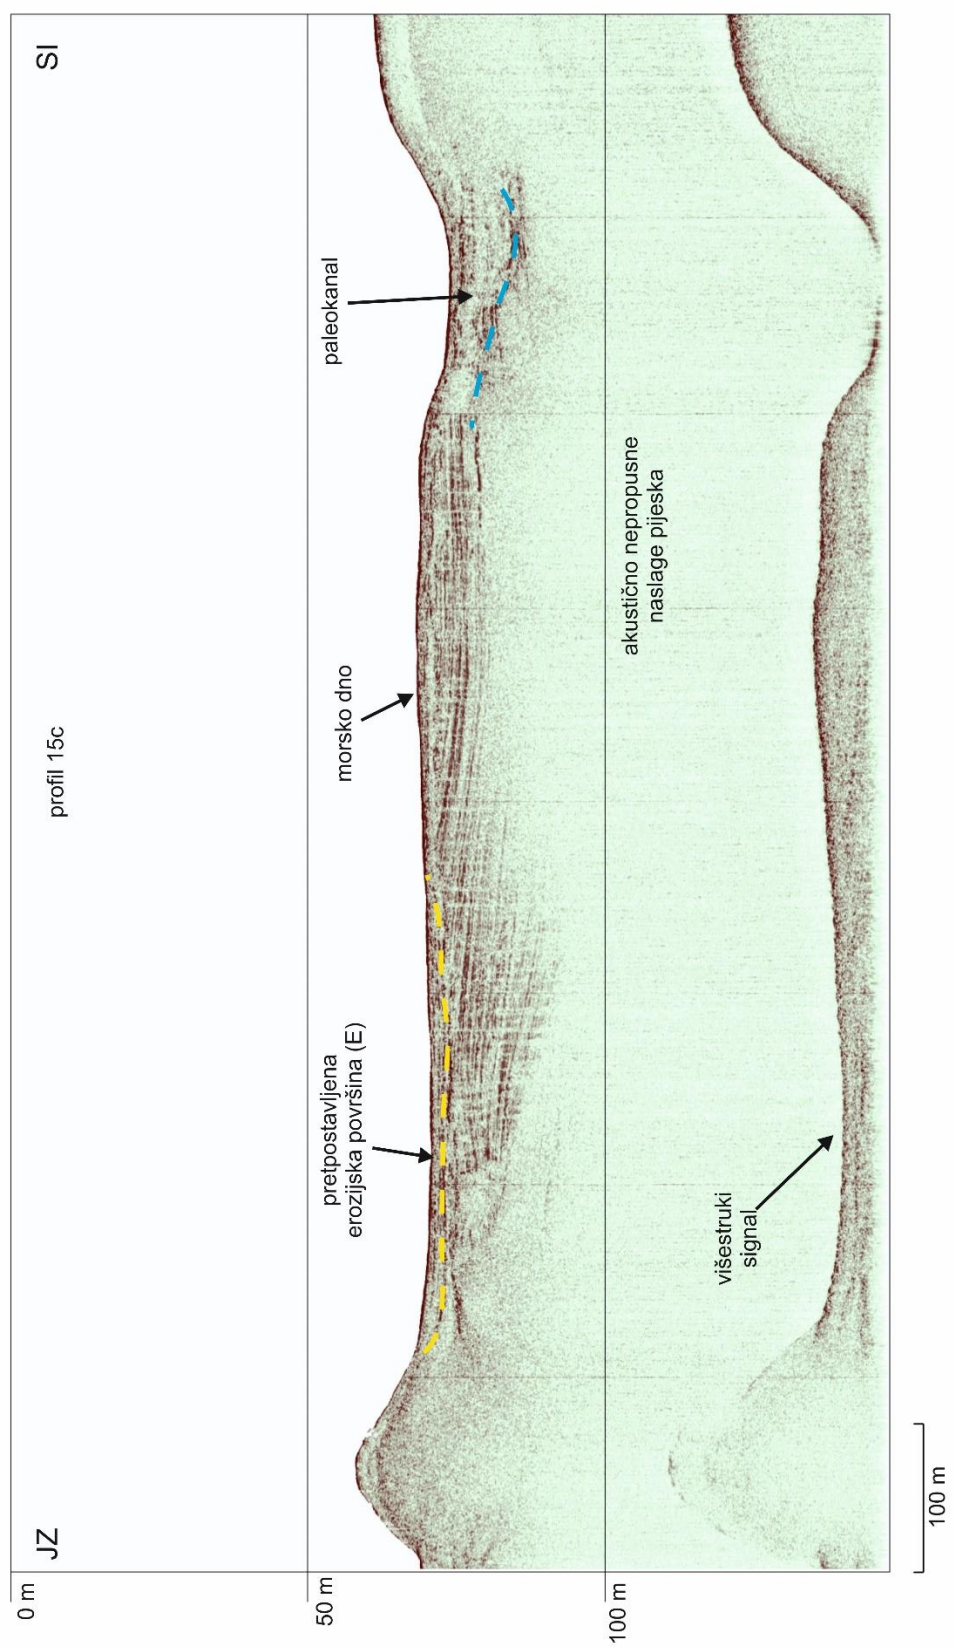 profil 15c
JZ
SI
pretpostavljena
erozijska površina (E)
morsko dno
paleokanal
akustično nepropusne
naslage pijeska
višestruki
signal
0 m
50 m
100 m
100 m